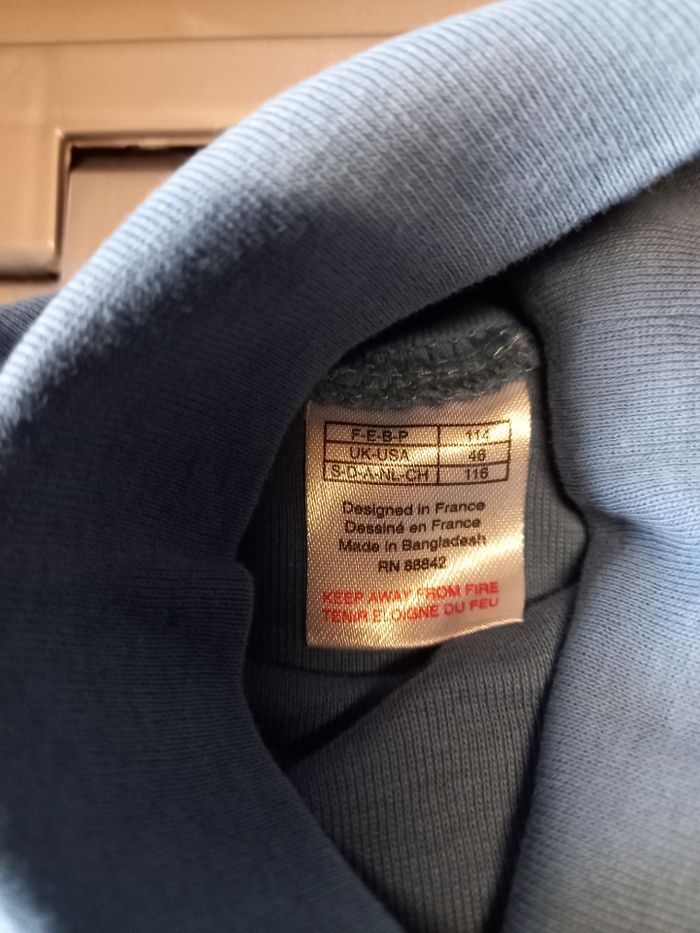 F-E-B-P 114
UK-USA 46
S-D-A-NL-CH 116
Designed in France
Dessiné en France
Made in Bangladesh
RN 88842
KEEP AWAY FROM FIRE
TENIR ELOIGNE DU FEU